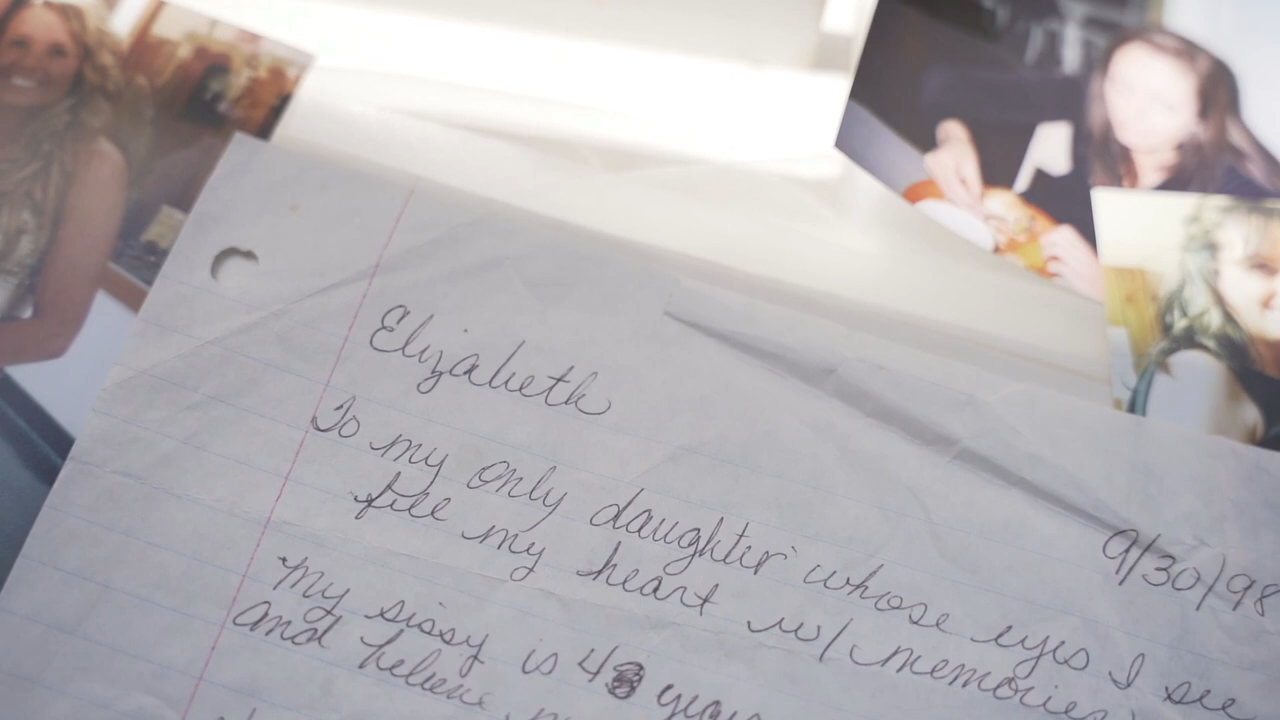 Elizabeth
9/30/98
To my only daughter whose eyes I see
fill my heart w/ memories
My sissy is 4 years
and believe